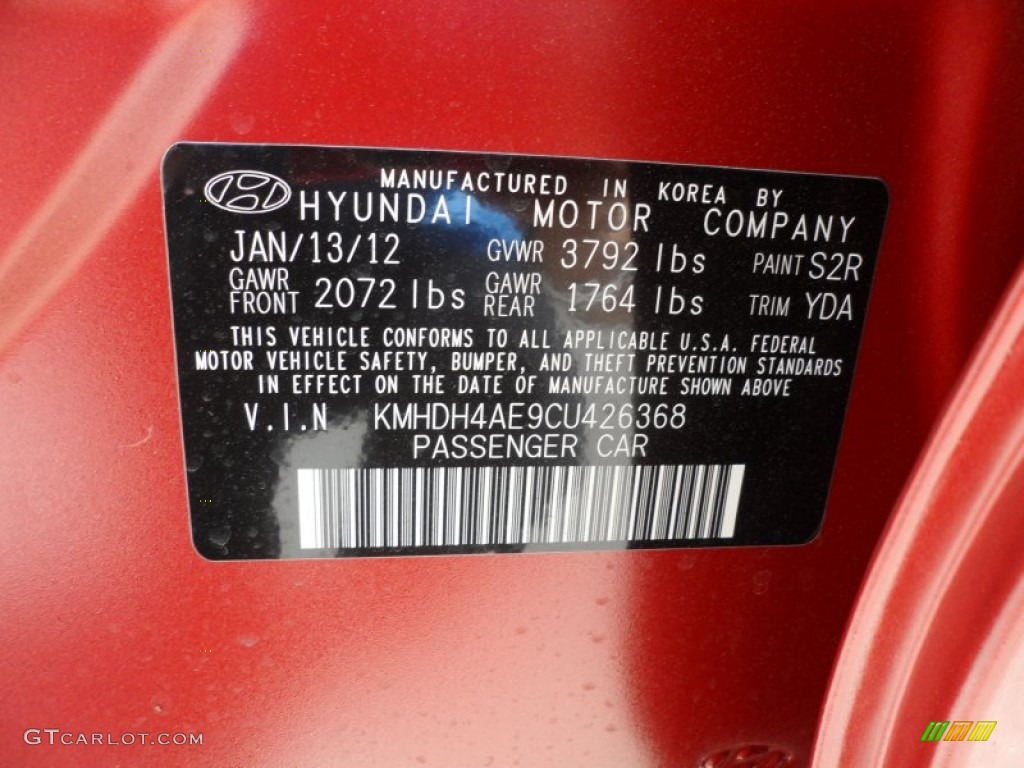 MANUFACTURED IN KOREA BY
HYUNDAI MOTOR COMPANY
JAN/13/12 GVWR 3792 lbs PAINT S2R
GAWR FRONT 2072 lbs GAWR REAR 1764 lbs TRIM YDA
THIS VEHICLE CONFORMS TO ALL APPLICABLE U.S.A. FEDERAL
MOTOR VEHICLE SAFETY, BUMPER, AND THEFT PREVENTION STANDARDS
IN EFFECT ON THE DATE OF MANUFACTURE SHOWN ABOVE
V.I.N KMHDH4AE9CU426368
PASSENGER CAR
GTCARLOT.COM